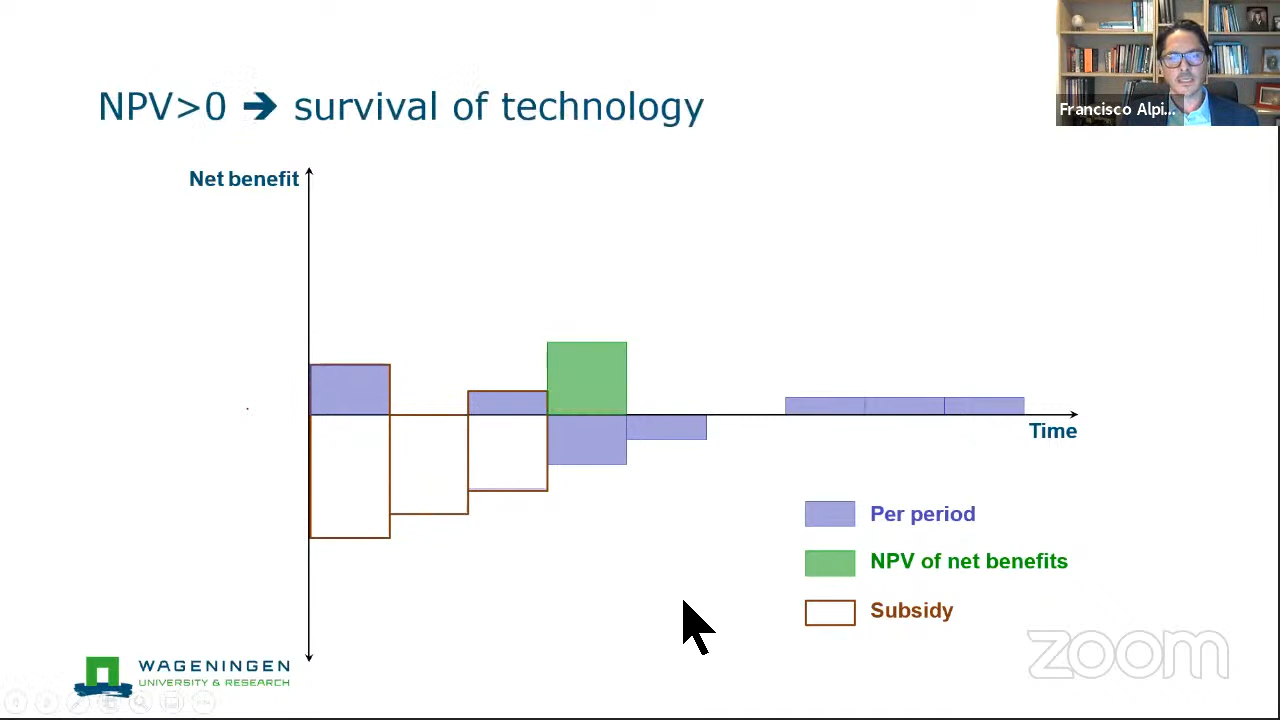 NPV>0 ➔ survival of technology
Francisco Alpi...
Net benefit
Time
Per period
NPV of net benefits
Subsidy
zoom
WAGENINGEN
UNIVERSITY & RESEARCH